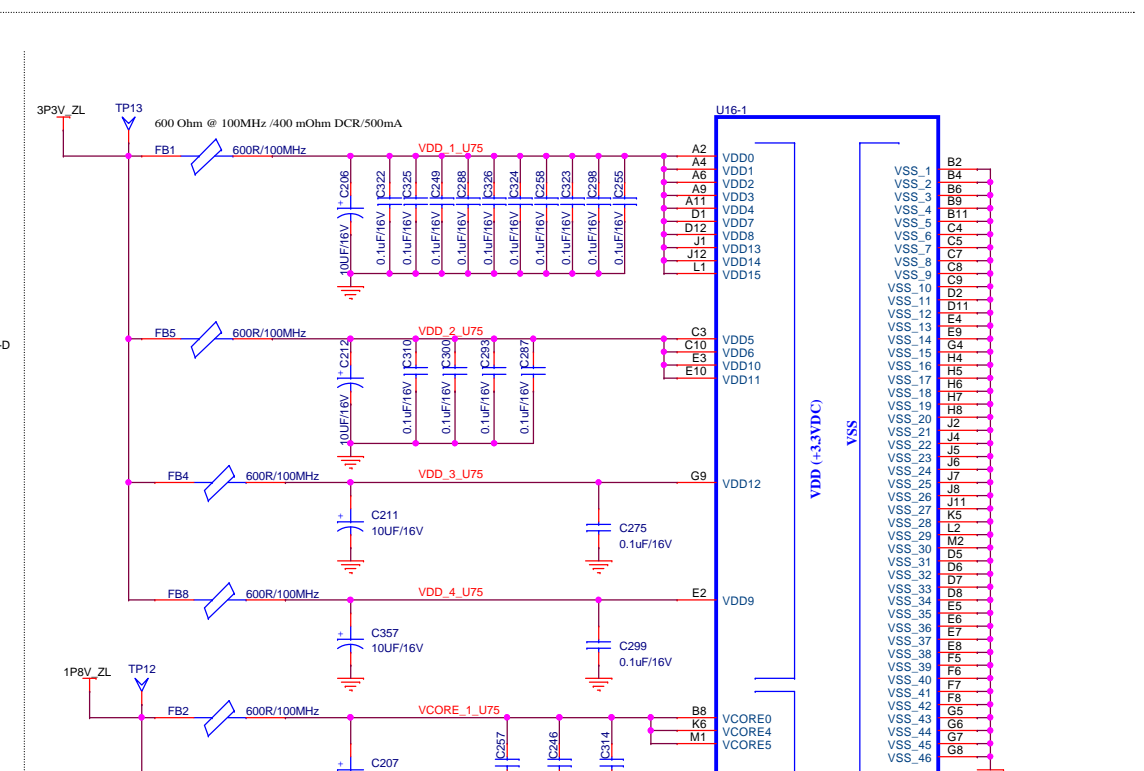 U16-1
3P3V_ZL
TP13
600 Ohm @ 100MHz /400 mOhm DCR/500mA
FB1
600R/100MHz
VDD_1_U75
C206
10UF/16V
C322
0.1uF/16V
C325
0.1uF/16V
C249
0.1uF/16V
C288
0.1uF/16V
C326
0.1uF/16V
C324
0.1uF/16V
C258
0.1uF/16V
C323
0.1uF/16V
C298
0.1uF/16V
C255
0.1uF/16V
A2 VDD0
A4 VDD1
A6 VDD2
A9 VDD3
A11 VDD4
D1 VDD7
D12 VDD8
J1 VDD13
J12 VDD14
L1 VDD15
-D
FB5
600R/100MHz
VDD_2_U75
C212
10UF/16V
C310
0.1uF/16V
C300
0.1uF/16V
C293
0.1uF/16V
C287
0.1uF/16V
C3 VDD5
C10 VDD6
E3 VDD10
E10 VDD11
FB4
600R/100MHz
VDD_3_U75
C211
10UF/16V
C275
0.1uF/16V
G9 VDD12
FB8
600R/100MHz
VDD_4_U75
C357
10UF/16V
C299
0.1uF/16V
E2 VDD9
1P8V_ZL
TP12
FB2
600R/100MHz
VCORE_1_U75
C207
C257
C246
C314
B8 VCORE0
K6 VCORE4
M1 VCORE5
VDD (+3.3VDC)
VSS
VSS_1 B2
VSS_2 B4
VSS_3 B6
VSS_4 B9
VSS_5 B11
VSS_6 C4
VSS_7 C5
VSS_8 C7
VSS_9 C8
VSS_10 C9
VSS_11 D2
VSS_12 D11
VSS_13 E4
VSS_14 E9
VSS_15 G4
VSS_16 H4
VSS_17 H5
VSS_18 H6
VSS_19 H7
VSS_20 H8
VSS_21 J2
VSS_22 J4
VSS_23 J5
VSS_24 J6
VSS_25 J7
VSS_26 J8
VSS_27 J11
VSS_28 K5
VSS_29 L2
VSS_30 M2
VSS_31 D5
VSS_32 D6
VSS_33 D7
VSS_34 D8
VSS_35 E5
VSS_36 E6
VSS_37 E7
VSS_38 E8
VSS_39 F5
VSS_40 F6
VSS_41 F7
VSS_42 F8
VSS_43 G5
VSS_44 G6
VSS_45 G7
VSS_46 G8